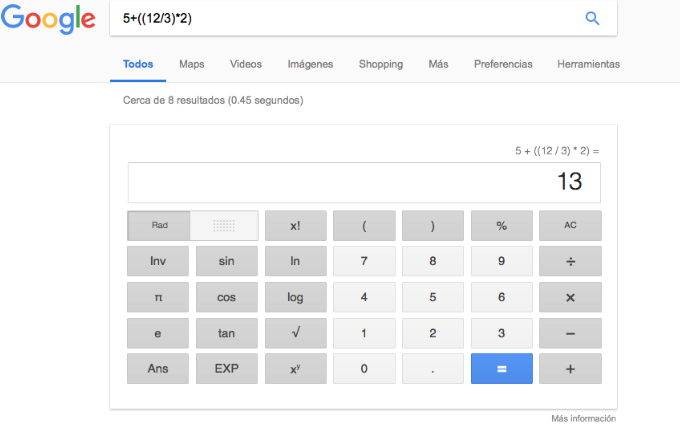 Google 5+((12/3)*2)
Todos Maps Videos Imágenes Shopping Más Preferencias Herramientas
Cerca de 8 resultados (0.45 segundos)
5 + ((12 / 3) * 2) =
13
Rad x! ( ) % AC
Inv sin ln 7 8 9 ÷
π cos log 4 5 6 ×
e tan √ 1 2 3 −
Ans EXP xʸ 0 . = +
Más información